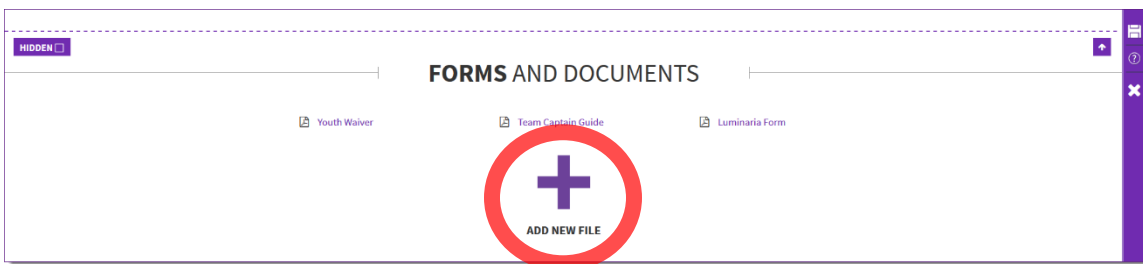 HIDDEN
FORMS AND DOCUMENTS
Youth Waiver
Team Captain Guide
Luminaria Form
ADD NEW FILE